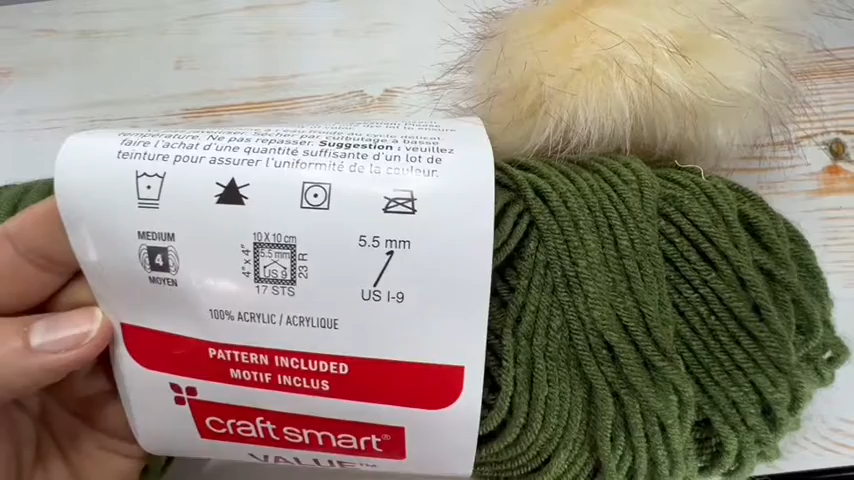 température. Ne pas repasser. SUGGESTION : veuillez
faire l'achat d'une quantité suffisante d'un lot de
teinture pour assurer l'uniformité de la couleur.
MEDIUM
4
MOYEN
10 X 10 CM
4" x 4"
5.5 mm
US 9
23 R
17 STS
5.5 mm
US I-9
100% ACRYLIC / ACRYLIQUE
PATTERN INCLUDED
MOTIF INCLUS
craft smart®
VALUE™